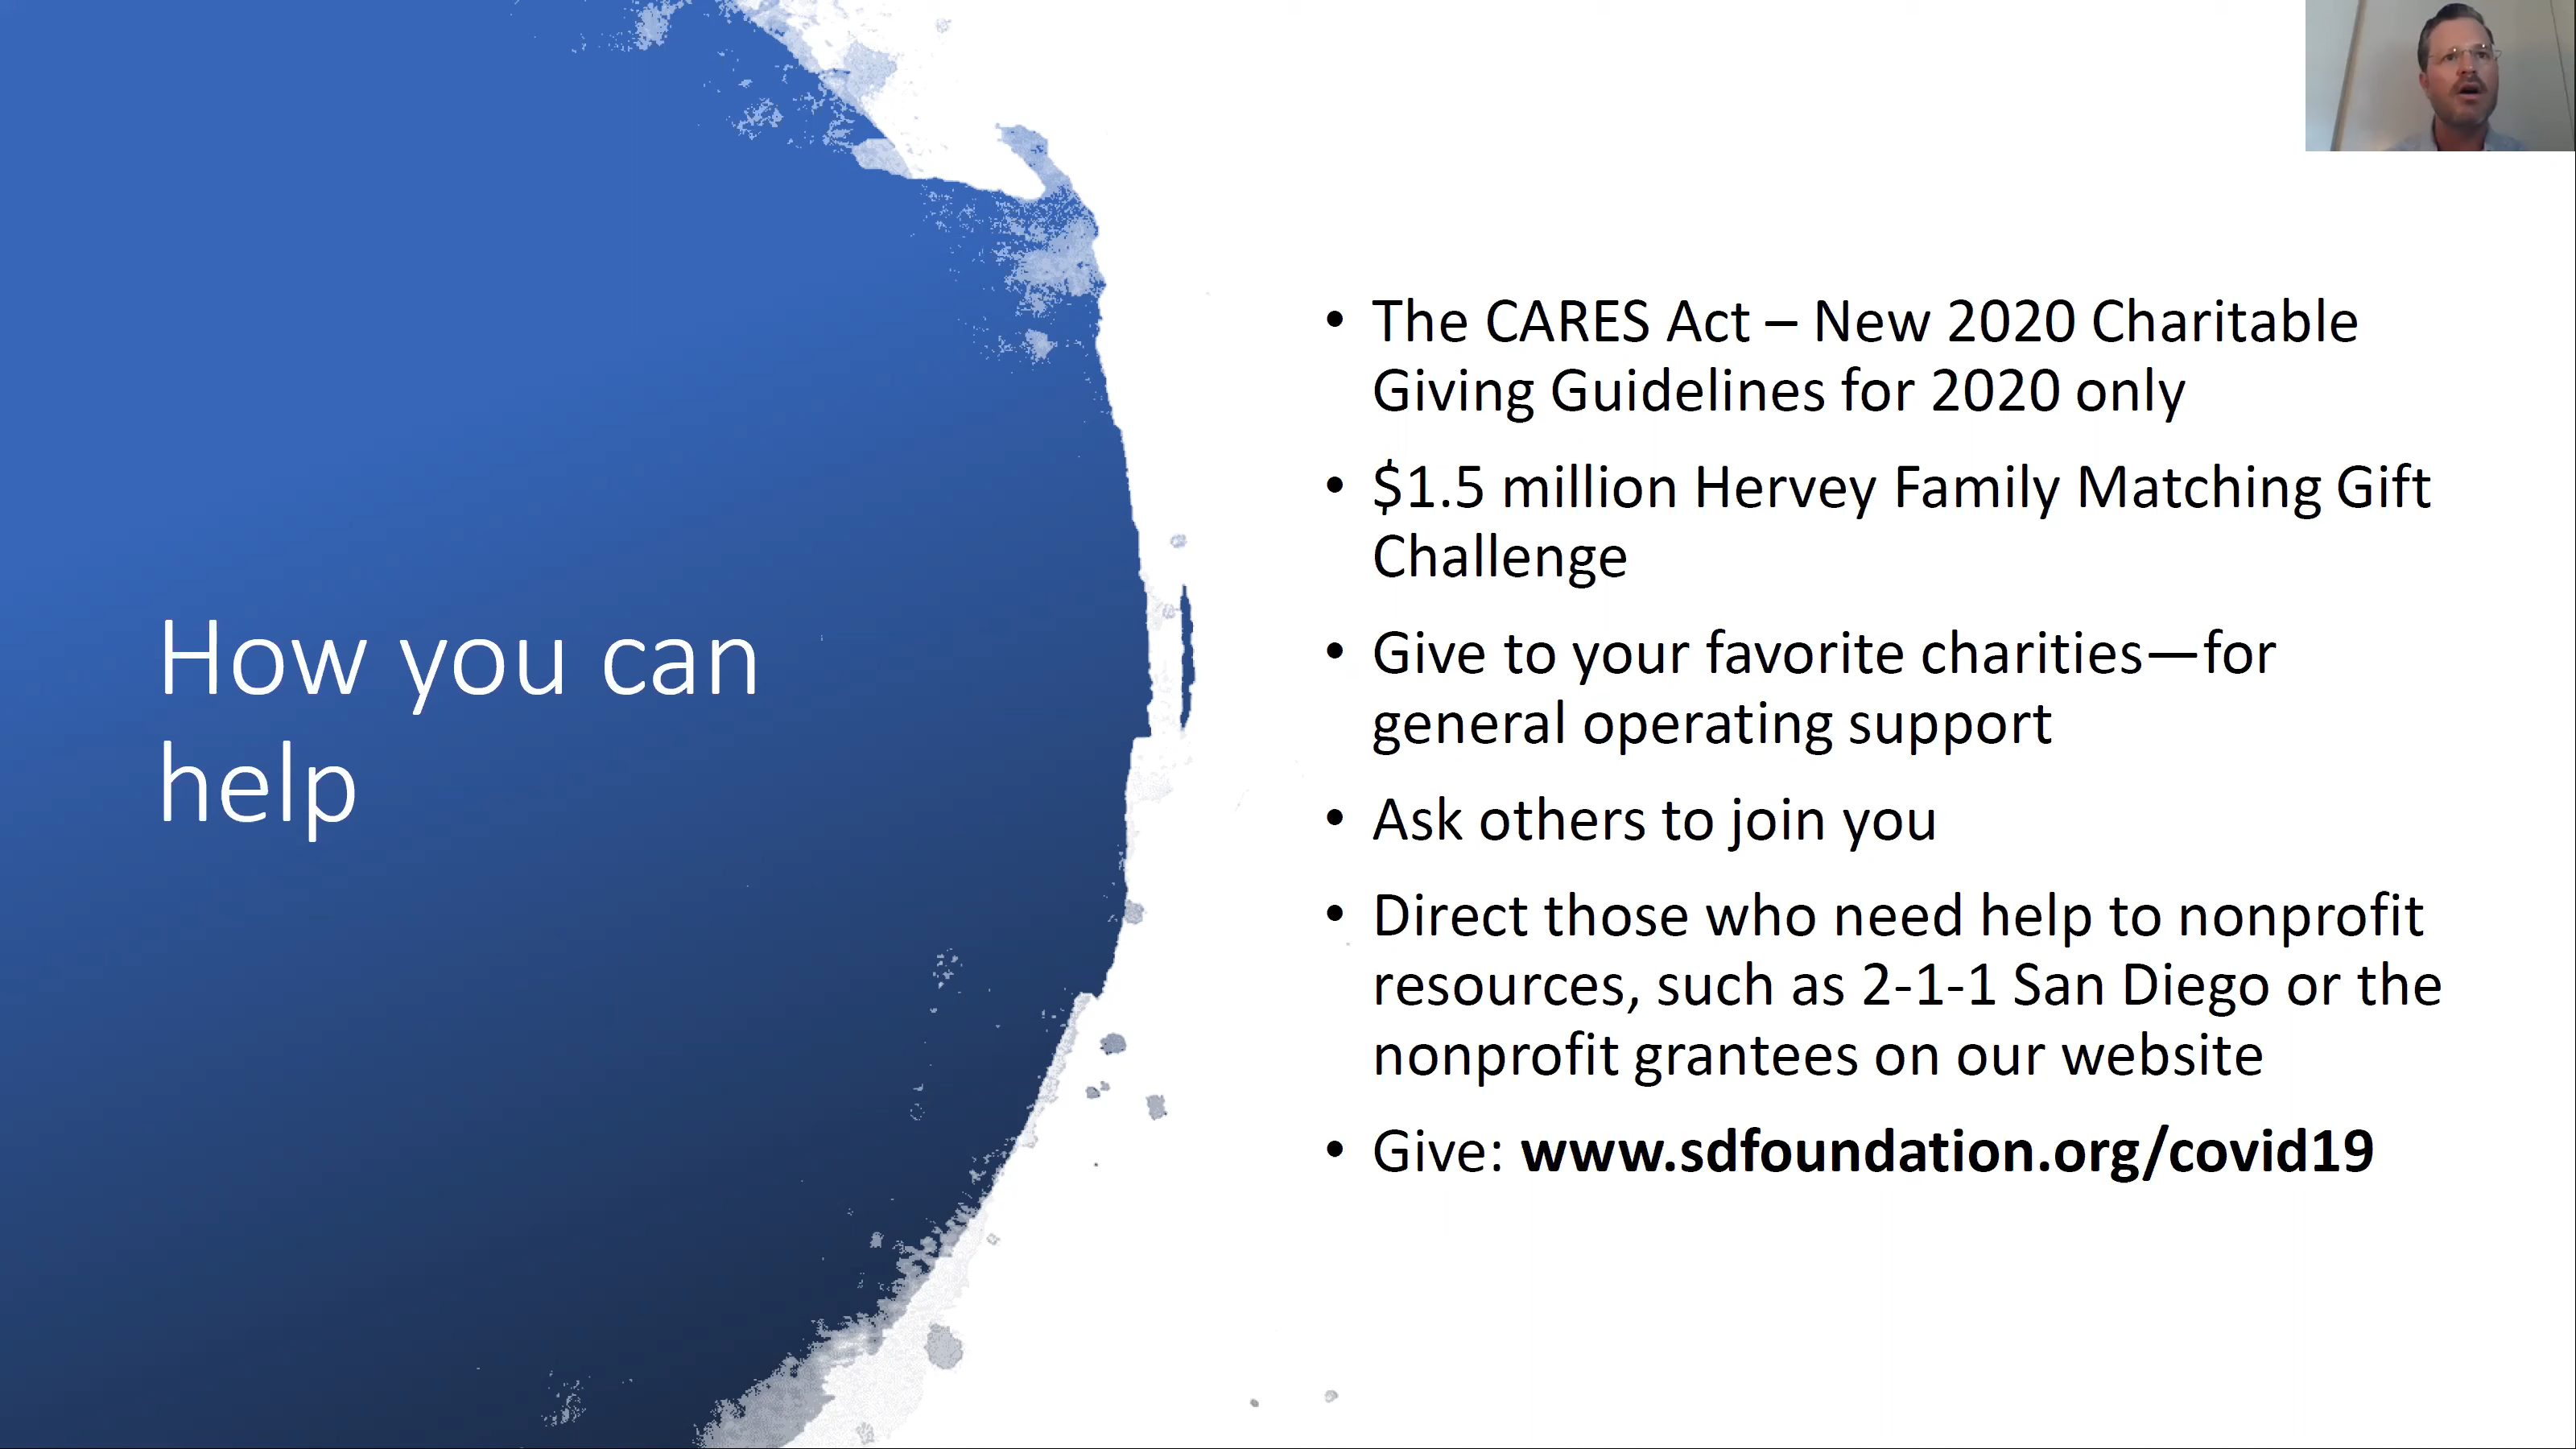 How you can
help
• The CARES Act – New 2020 Charitable
Giving Guidelines for 2020 only
• $1.5 million Hervey Family Matching Gift
Challenge
• Give to your favorite charities—for
general operating support
• Ask others to join you
• Direct those who need help to nonprofit
resources, such as 2-1-1 San Diego or the
nonprofit grantees on our website
• Give: www.sdfoundation.org/covid19